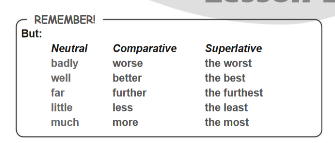 REMEMBER!
But:
Neutral Comparative Superlative
badly worse the worst
well better the best
far further the furthest
little less the least
much more the most